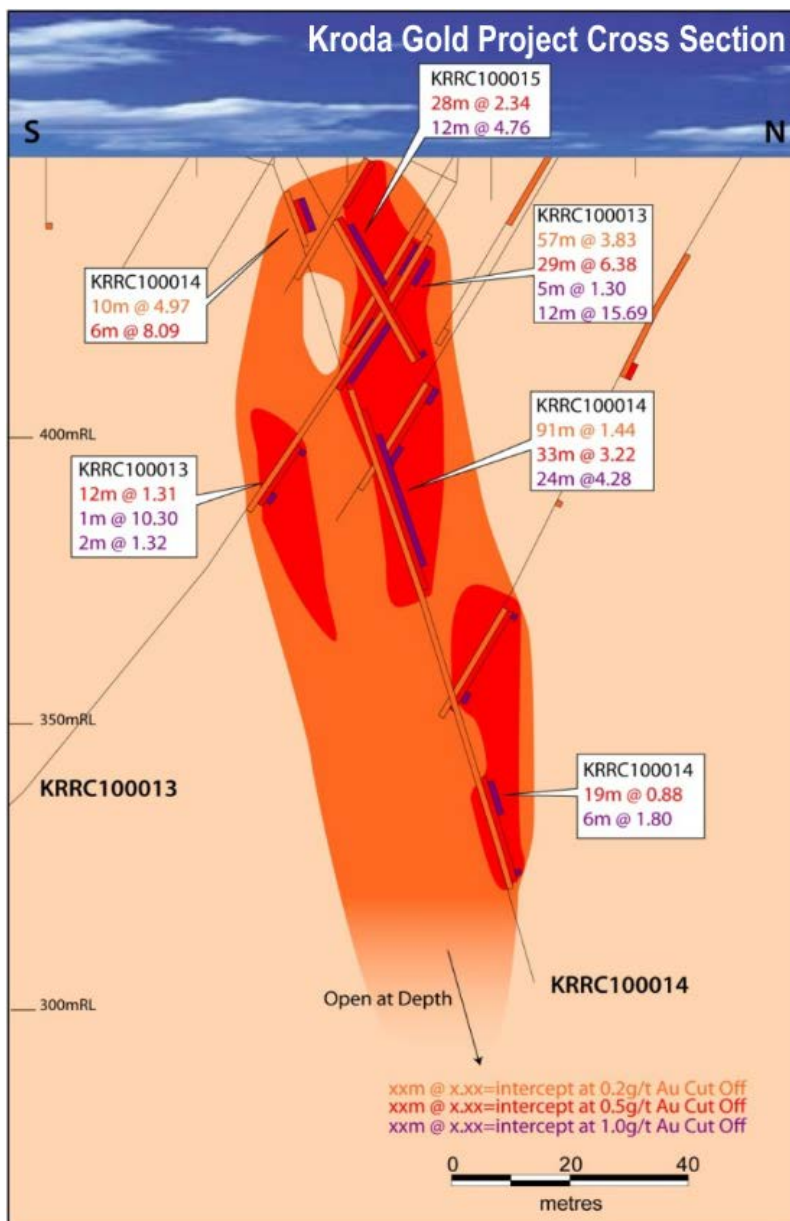 Kroda Gold Project Cross Section
S
N
KRRC100015
28m @ 2.34
12m @ 4.76
KRRC100013
57m @ 3.83
29m @ 6.38
5m @ 1.30
12m @ 15.69
KRRC100014
10m @ 4.97
6m @ 8.09
KRRC100014
91m @ 1.44
33m @ 3.22
24m @4.28
400mRL
KRRC100013
12m @ 1.31
1m @ 10.30
2m @ 1.32
350mRL
KRRC100013
KRRC100014
19m @ 0.88
6m @ 1.80
KRRC100014
Open at Depth
300mRL
xxm @ x.xx=intercept at 0.2g/t Au Cut Off
xxm @ x.xx=intercept at 0.5g/t Au Cut Off
xxm @ x.xx=intercept at 1.0g/t Au Cut Off
0 20 40
metres